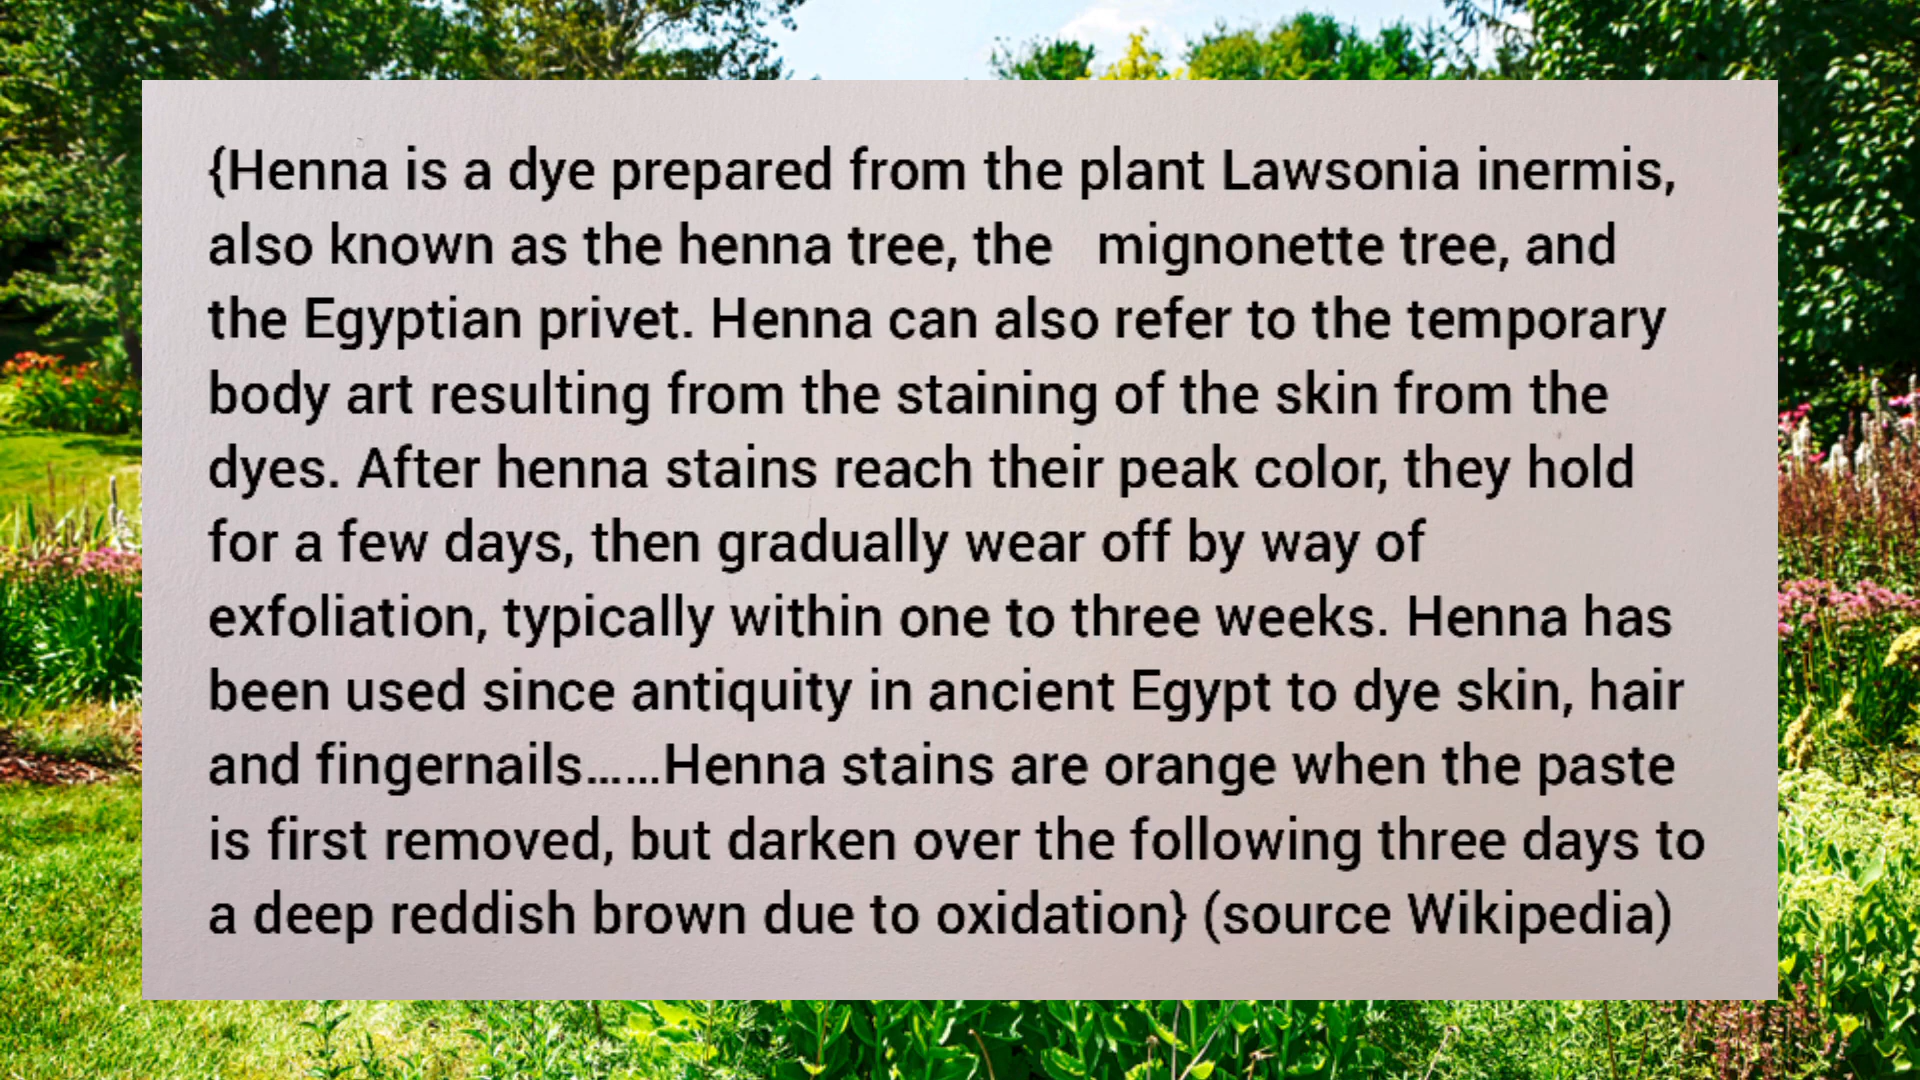 {Henna is a dye prepared from the plant Lawsonia inermis,
also known as the henna tree, the   mignonette tree, and
the Egyptian privet. Henna can also refer to the temporary
body art resulting from the staining of the skin from the
dyes. After henna stains reach their peak color, they hold
for a few days, then gradually wear off by way of
exfoliation, typically within one to three weeks. Henna has
been used since antiquity in ancient Egypt to dye skin, hair
and fingernails......Henna stains are orange when the paste
is first removed, but darken over the following three days to
a deep reddish brown due to oxidation} (source Wikipedia)